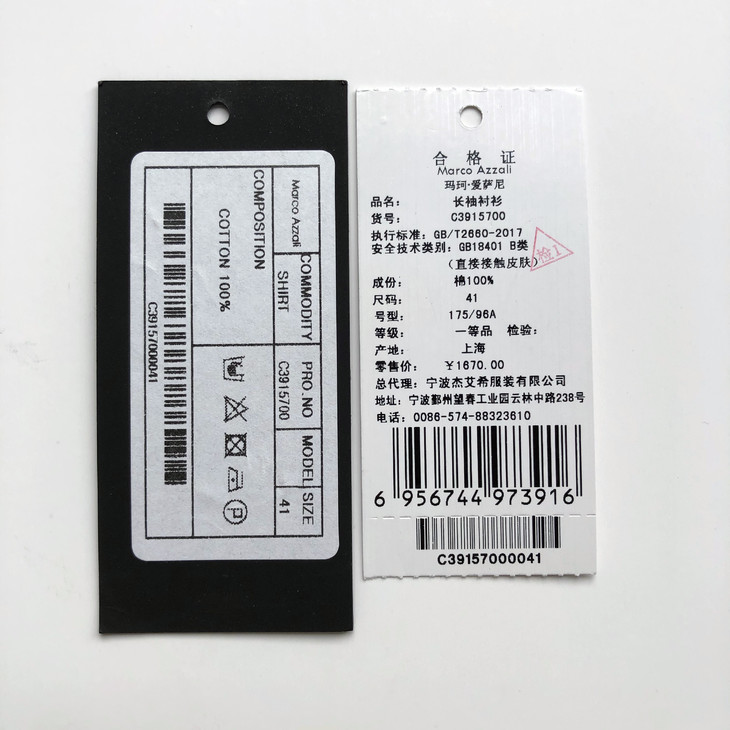 Marco Azzali
COMMODITY
SHIRT
PRO.NO
C3915700
MODEL SIZE
41
COMPOSITION
COTTON 100%
P
C39157000041
合格证
Marco Azzali
玛珂·爱萨尼
品名： 长袖衬衫
货号： C3915700
执行标准：GB/T2660-2017
安全技术类别：GB18401 B类
（直接接触皮肤）
检1
成份： 棉100%
尺码： 41
号型： 175/96A
等级： 一等品 检验：
产地： 上海
零售价： ¥1670.00
总代理：宁波杰艾希服装有限公司
地址：宁波鄞州望春工业园云林中路238号
电话：0086-574-88323610
6 956744 973916
C39157000041